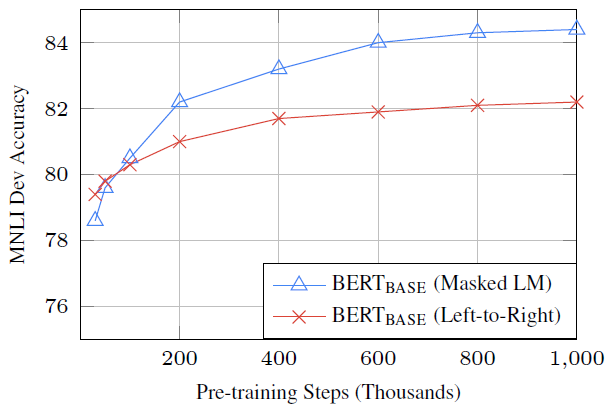 84
82
80
78
76
MNLI Dev Accuracy
BERTBASE (Masked LM)
BERTBASE (Left-to-Right)
200 400 600 800 1,000
Pre-training Steps (Thousands)